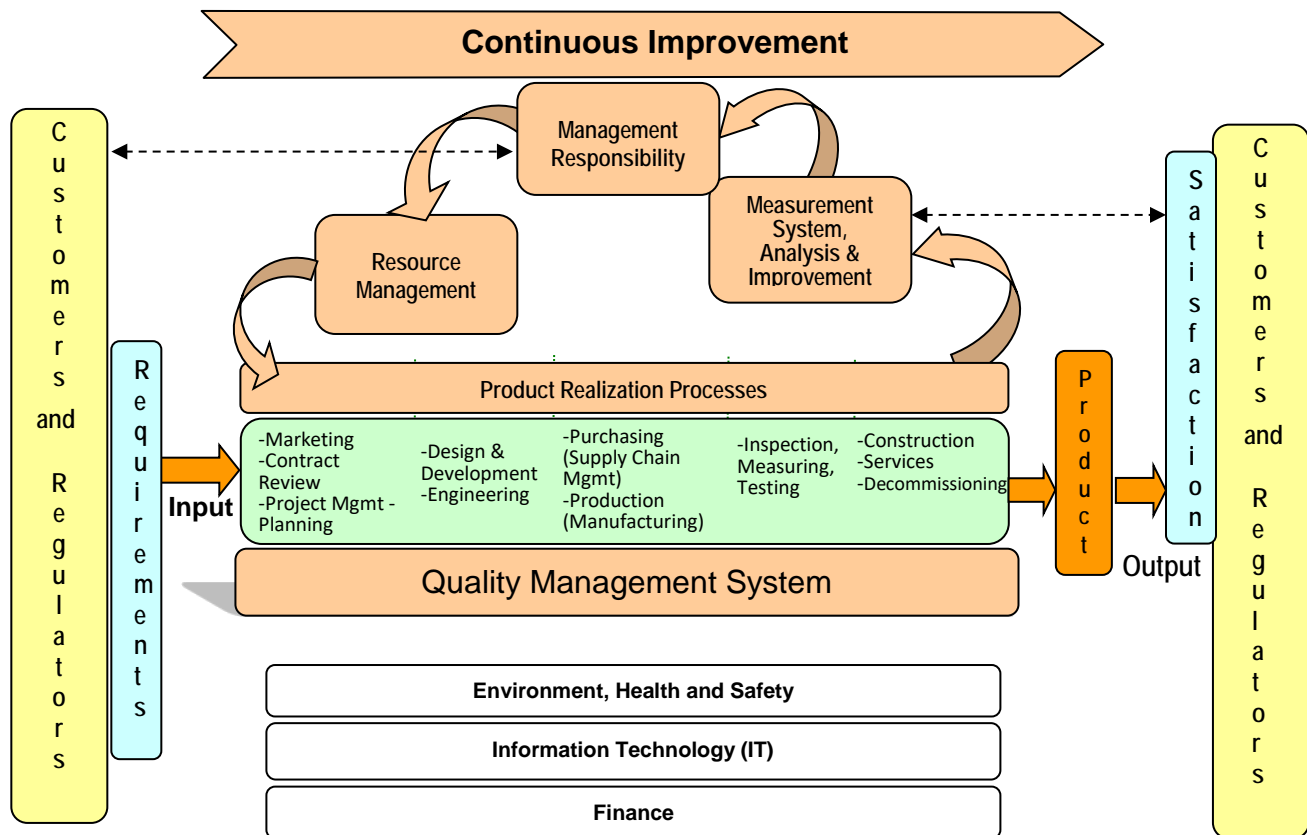 Continuous Improvement
Customers
and
Regulators
Requirements
Input
Management
Responsibility
Resource
Management
Measurement
System,
Analysis &
Improvement
Product Realization Processes
-Marketing
-Contract
Review
-Project Mgmt -
Planning
-Design &
Development
-Engineering
-Purchasing
(Supply Chain
Mgmt)
-Production
(Manufacturing)
-Inspection,
Measuring,
Testing
-Construction
-Services
-Decommissioning
Product
Output
Satisfaction
Customers
and
Regulators
Quality Management System
Environment, Health and Safety
Information Technology (IT)
Finance